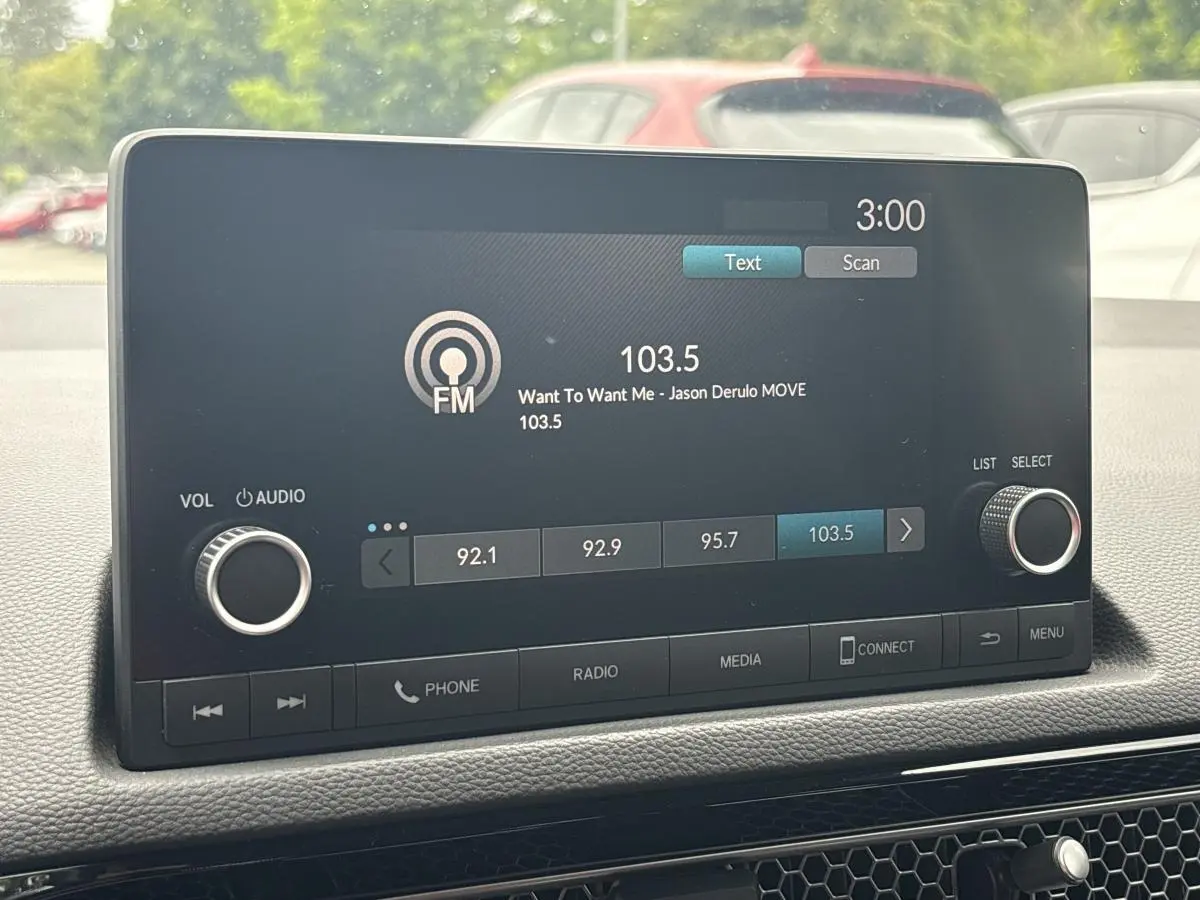 3:00
Text Scan
103.5
FM
Want To Want Me - Jason Derulo MOVE
103.5
LIST SELECT
VOL AUDIO
92.1 92.9 95.7 103.5
PHONE RADIO MEDIA CONNECT MENU